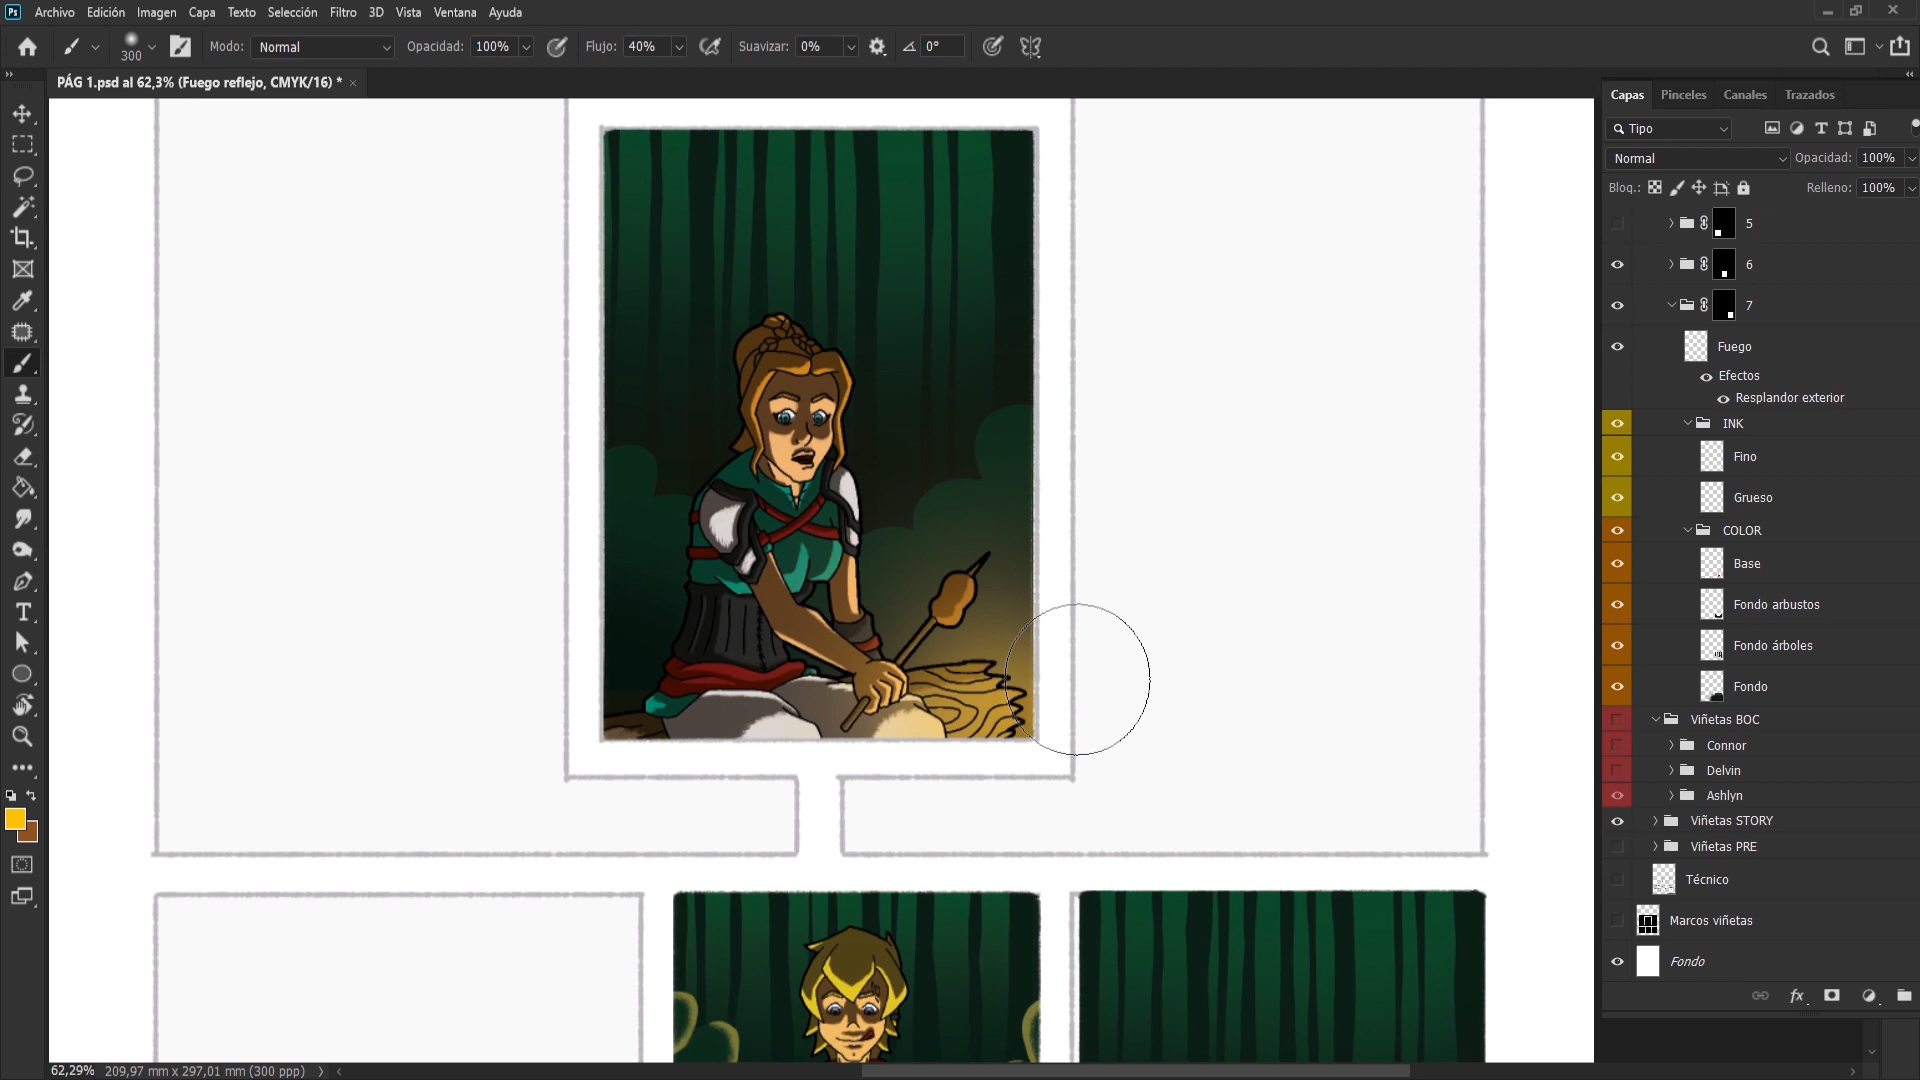 Ps Archivo Edición Imagen Capa Texto Selección Filtro 3D Vista Ventana Ayuda
300 Modo: Normal Opacidad: 100% Flujo: 40% Suavizar: 0% 0°
PÁG 1.psd al 62,3% (Fuego reflejo, CMYK/16) * ×
Capas Pinceles Canales Trazados
Tipo
Normal Opacidad: 100%
Bloq.: Relleno: 100%
5
6
7
Fuego
Efectos
Resplandor exterior
INK
Fino
Grueso
COLOR
Base
Fondo arbustos
Fondo árboles
Fondo
Viñetas BOC
Connor
Delvin
Ashlyn
Viñetas STORY
Viñetas PRE
Técnico
Marcos viñetas
Fondo
fx
62,29% 209,97 mm x 297,01 mm (300 ppp)